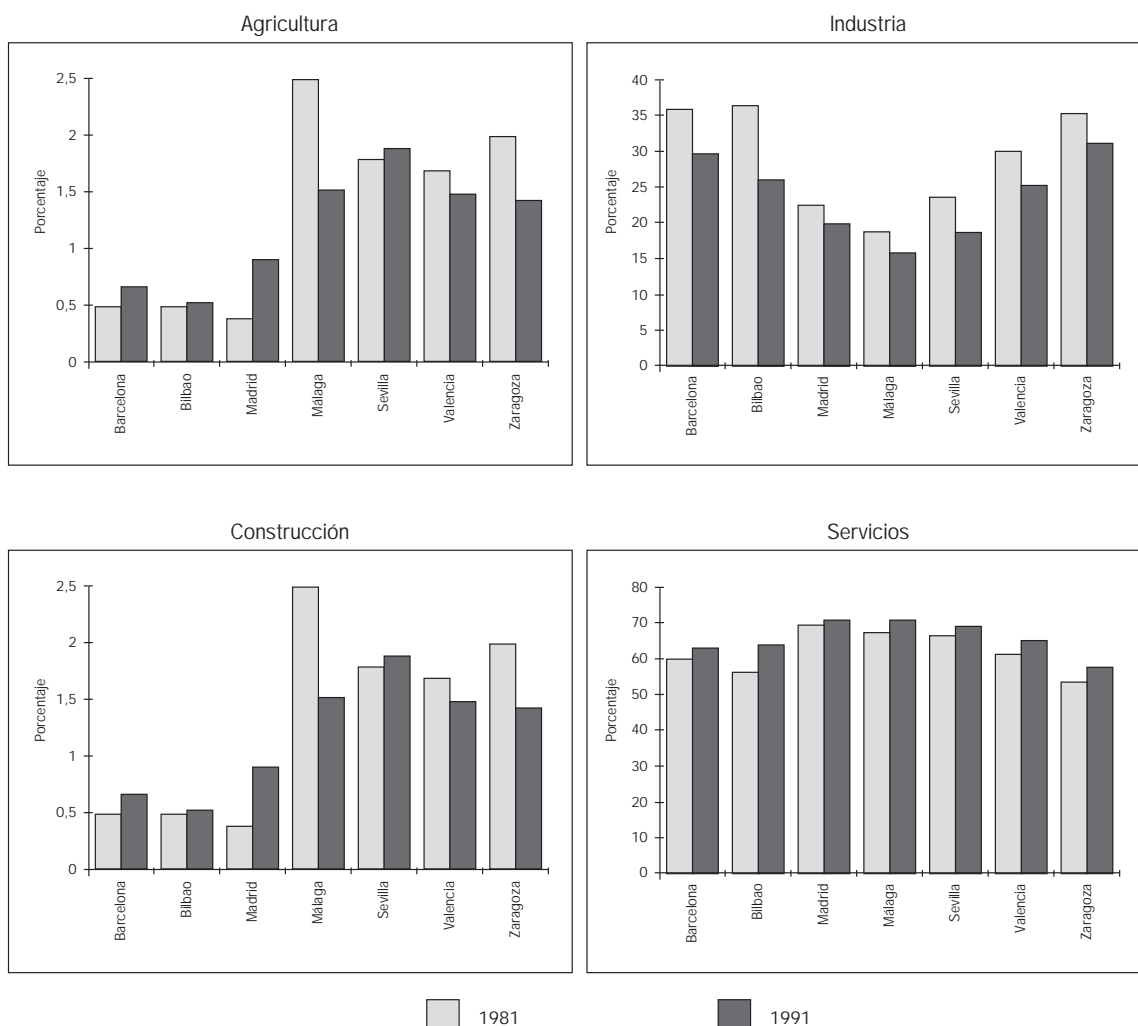 Agricultura
Porcentaje
2,5
2
1,5
1
0,5
0
Barcelona
Bilbao
Madrid
Málaga
Sevilla
Valencia
Zaragoza
Industria
Porcentaje
40
35
30
25
20
15
10
5
0
Barcelona
Bilbao
Madrid
Málaga
Sevilla
Valencia
Zaragoza
Construcción
Porcentaje
2,5
2
1,5
1
0,5
0
Barcelona
Bilbao
Madrid
Málaga
Sevilla
Valencia
Zaragoza
Servicios
Porcentaje
80
70
60
50
40
30
20
10
0
Barcelona
Bilbao
Madrid
Málaga
Sevilla
Valencia
Zaragoza
1981
1991